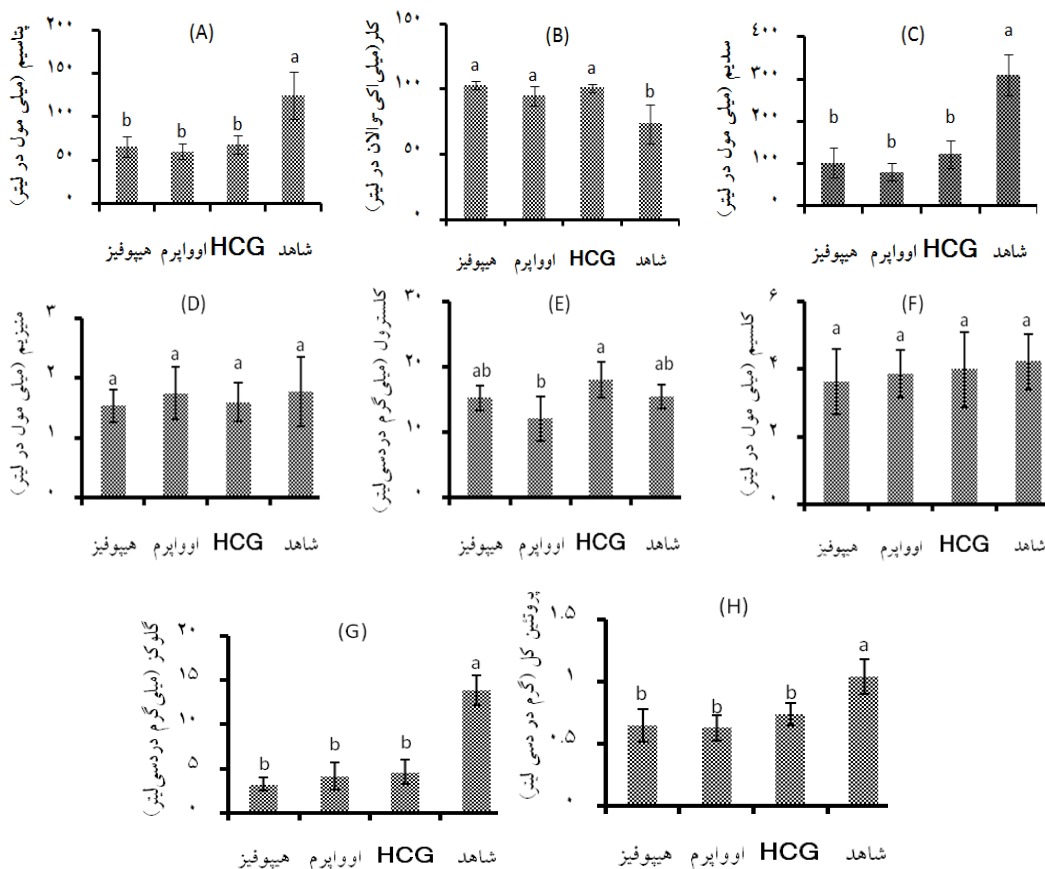 (A)
پتاسیم (میلی مول در لیتر)
۲۰۰
۱۵۰
۱۰۰
۵۰
۰
b
b
b
a
هیپوفیز اوواپرم HCG شاهد
(B)
کلر(میلی اکی والان در لیتر)
۱۵۰
۱۰۰
۵۰
۰
a
a
a
b
هیپوفیز اوواپرم HCG شاهد
(C)
سدیم (میلی مول در لیتر)
۴۰۰
۳۰۰
۲۰۰
۱۰۰
۰
b
b
b
a
هیپوفیز اوواپرم HCG شاهد
(D)
منیزیم (میلی مول در لیتر)
۳
۲
۱
۰
a
a
a
a
هیپوفیز اوواپرم HCG شاهد
(E)
کلسترول (میلی گرم دردسی لیتر)
۳۰
۲۰
۱۰
۰
ab
b
a
ab
هیپوفیز اوواپرم HCG شاهد
(F)
کلسیم (میلی مول در لیتر)
۶
۴
۲
۰
a
a
a
a
هیپوفیز اوواپرم HCG شاهد
(G)
گلوکز (میلی گرم دردسی لیتر)
۲۰
۱۵
۱۰
۵
۰
b
b
b
a
هیپوفیز اوواپرم HCG شاهد
(H)
پروتئین کل (گرم در دسی لیتر)
۱.۵
۱
۰.۵
۰
b
b
b
a
هیپوفیز اوواپرم HCG شاهد